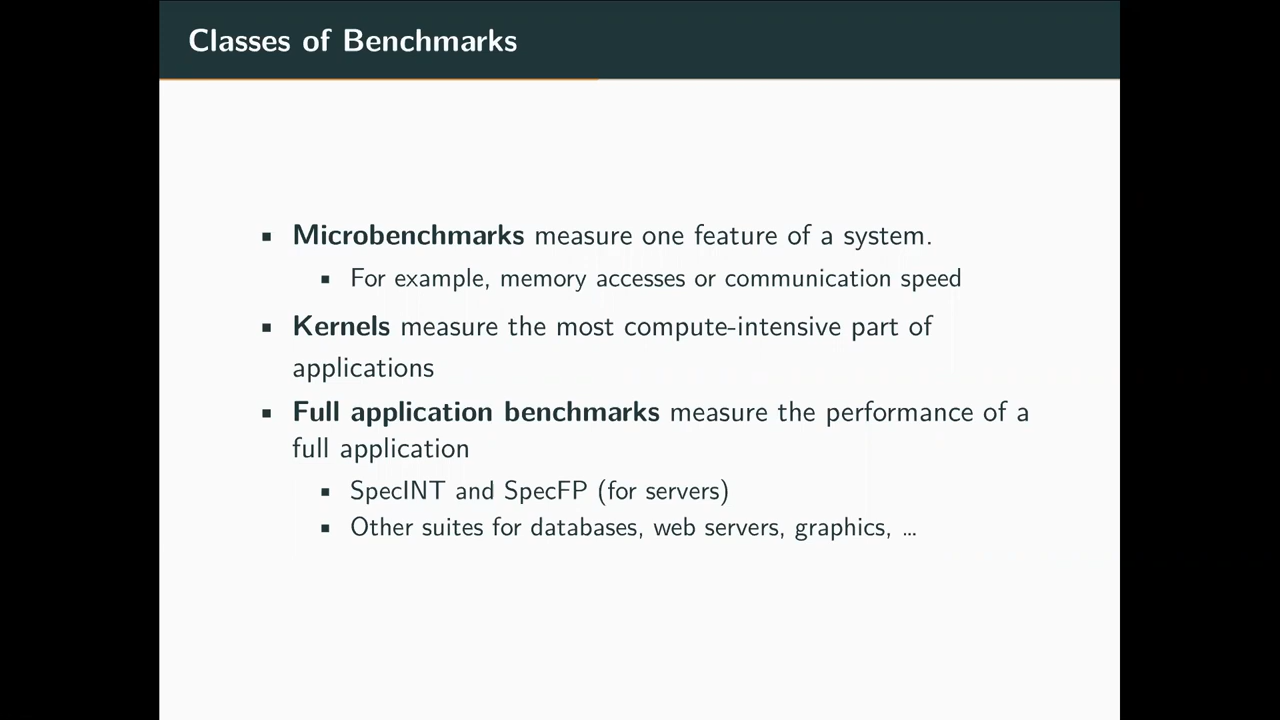 Classes of Benchmarks
▪ Microbenchmarks measure one feature of a system.
▪ For example, memory accesses or communication speed
▪ Kernels measure the most compute-intensive part of
applications
▪ Full application benchmarks measure the performance of a
full application
▪ SpecINT and SpecFP (for servers)
▪ Other suites for databases, web servers, graphics, …